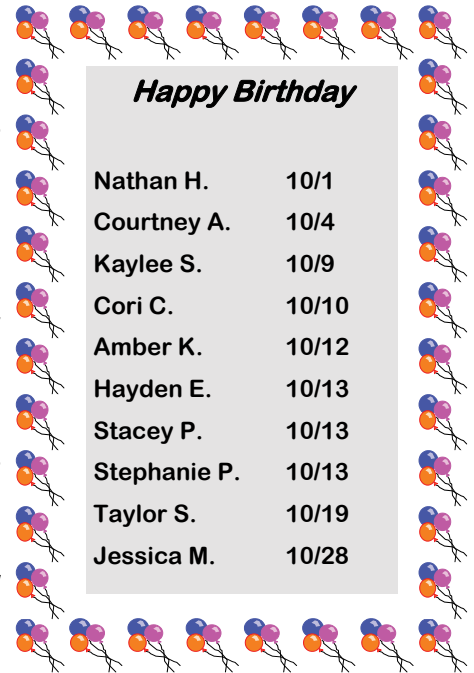 Happy Birthday
Nathan H. 10/1
Courtney A. 10/4
Kaylee S. 10/9
Cori C. 10/10
Amber K. 10/12
Hayden E. 10/13
Stacey P. 10/13
Stephanie P. 10/13
Taylor S. 10/19
Jessica M. 10/28